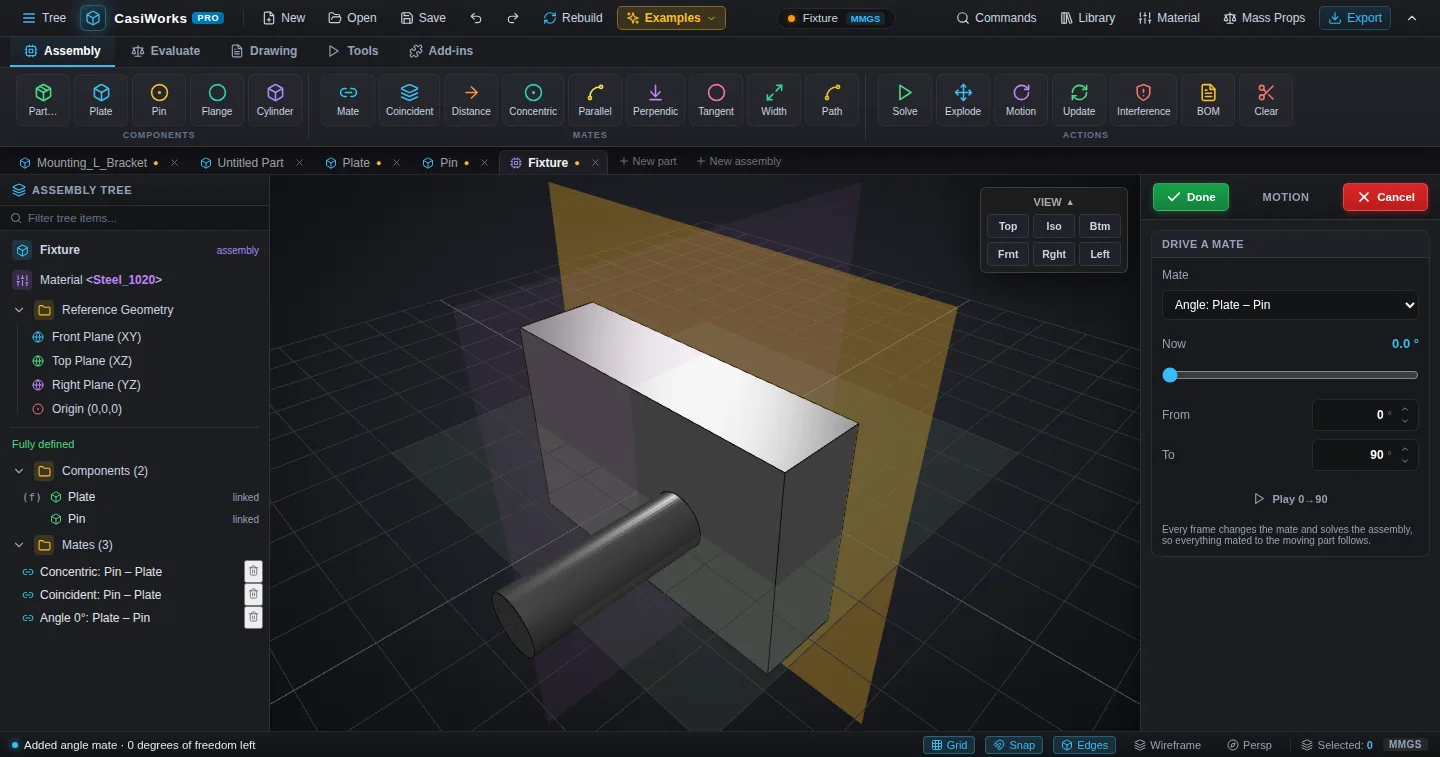 Tree CasiWorks PRO New Open Save Rebuild Examples Fixture MMGS Commands Library Material Mass Props Export
Assembly Evaluate Drawing Tools Add-ins
Part… Plate Pin Flange Cylinder Mate Coincident Distance Concentric Parallel Perpendic Tangent Width Path Solve Explode Motion Update Interference BOM Clear
COMPONENTS MATES ACTIONS
Mounting_L_Bracket Untitled Part Plate Pin Fixture New part New assembly
ASSEMBLY TREE
Filter tree items...
Fixture assembly
Material <Steel_1020>
Reference Geometry
Front Plane (XY)
Top Plane (XZ)
Right Plane (YZ)
Origin (0,0,0)
Fully defined
Components (2)
(f) Plate linked
Pin linked
Mates (3)
Concentric: Pin – Plate
Coincident: Pin – Plate
Angle 0°: Plate – Pin
VIEW ▲
Top Iso Btm
Frnt Rght Left
Done MOTION Cancel
DRIVE A MATE
Mate
Angle: Plate – Pin
Now 0.0 °
From 0 °
To 90 °
Play 0→90
Every frame changes the mate and solves the assembly,
so everything mated to the moving part follows.
Added angle mate · 0 degrees of freedom left Grid Snap Edges Wireframe Persp Selected: 0 MMGS